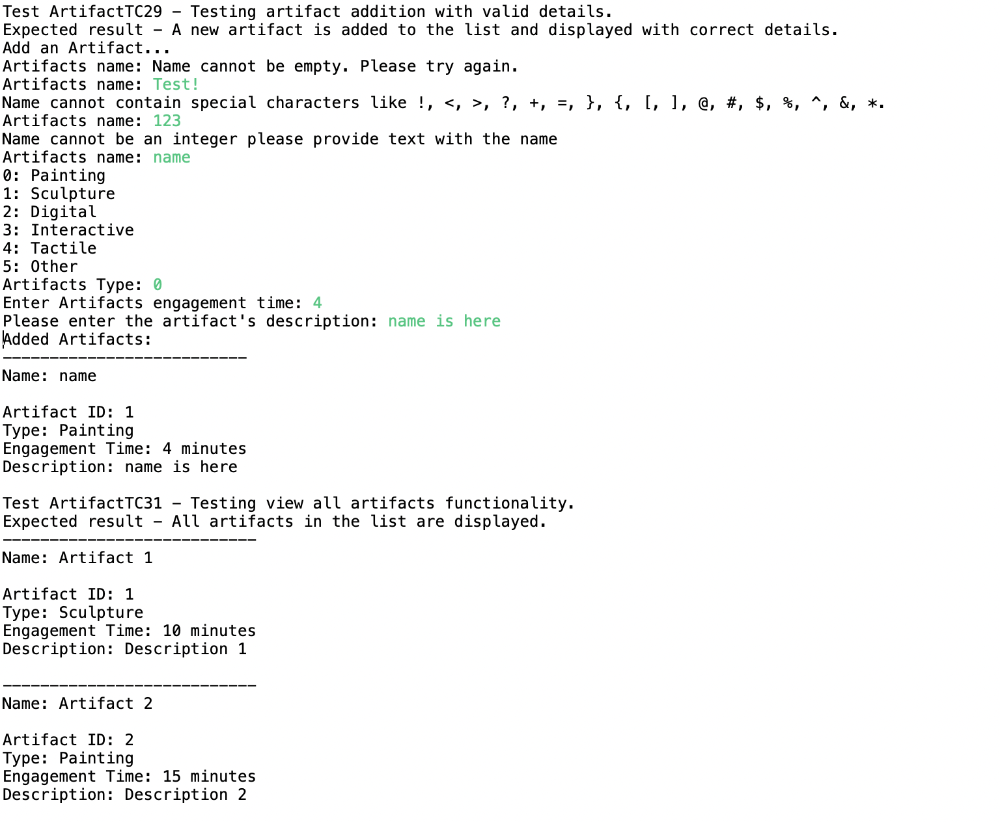 Test ArtifactTC29 – Testing artifact addition with valid details.
Expected result – A new artifact is added to the list and displayed with correct details.
Add an Artifact...
Artifacts name: Name cannot be empty. Please try again.
Artifacts name: Test!
Name cannot contain special characters like !, <, >, ?, +, =, }, {, [, ], @, #, $, %, ^, &, *.
Artifacts name: 123
Name cannot be an integer please provide text with the name
Artifacts name: name
0: Painting
1: Sculpture
2: Digital
3: Interactive
4: Tactile
5: Other
Artifacts Type: 0
Enter Artifacts engagement time: 4
Please enter the artifact's description: name is here
Added Artifacts:
--------------------------
Name: name
Artifact ID: 1
Type: Painting
Engagement Time: 4 minutes
Description: name is here
Test ArtifactTC31 – Testing view all artifacts functionality.
Expected result – All artifacts in the list are displayed.
---------------------------
Name: Artifact 1
Artifact ID: 1
Type: Sculpture
Engagement Time: 10 minutes
Description: Description 1
---------------------------
Name: Artifact 2
Artifact ID: 2
Type: Painting
Engagement Time: 15 minutes
Description: Description 2